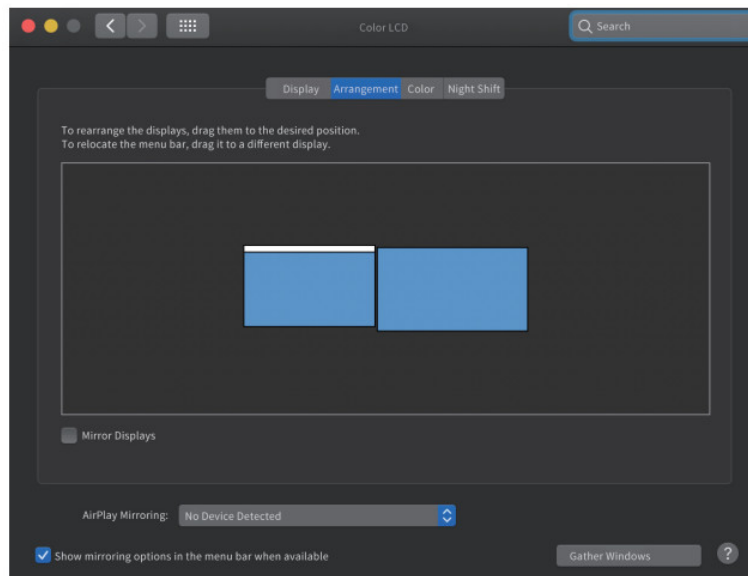 Color LCD
Search
Display Arrangement Color Night Shift
To rearrange the displays, drag them to the desired position.
To relocate the menu bar, drag it to a different display.
Mirror Displays
AirPlay Mirroring: No Device Detected
Show mirroring options in the menu bar when available
Gather Windows ?